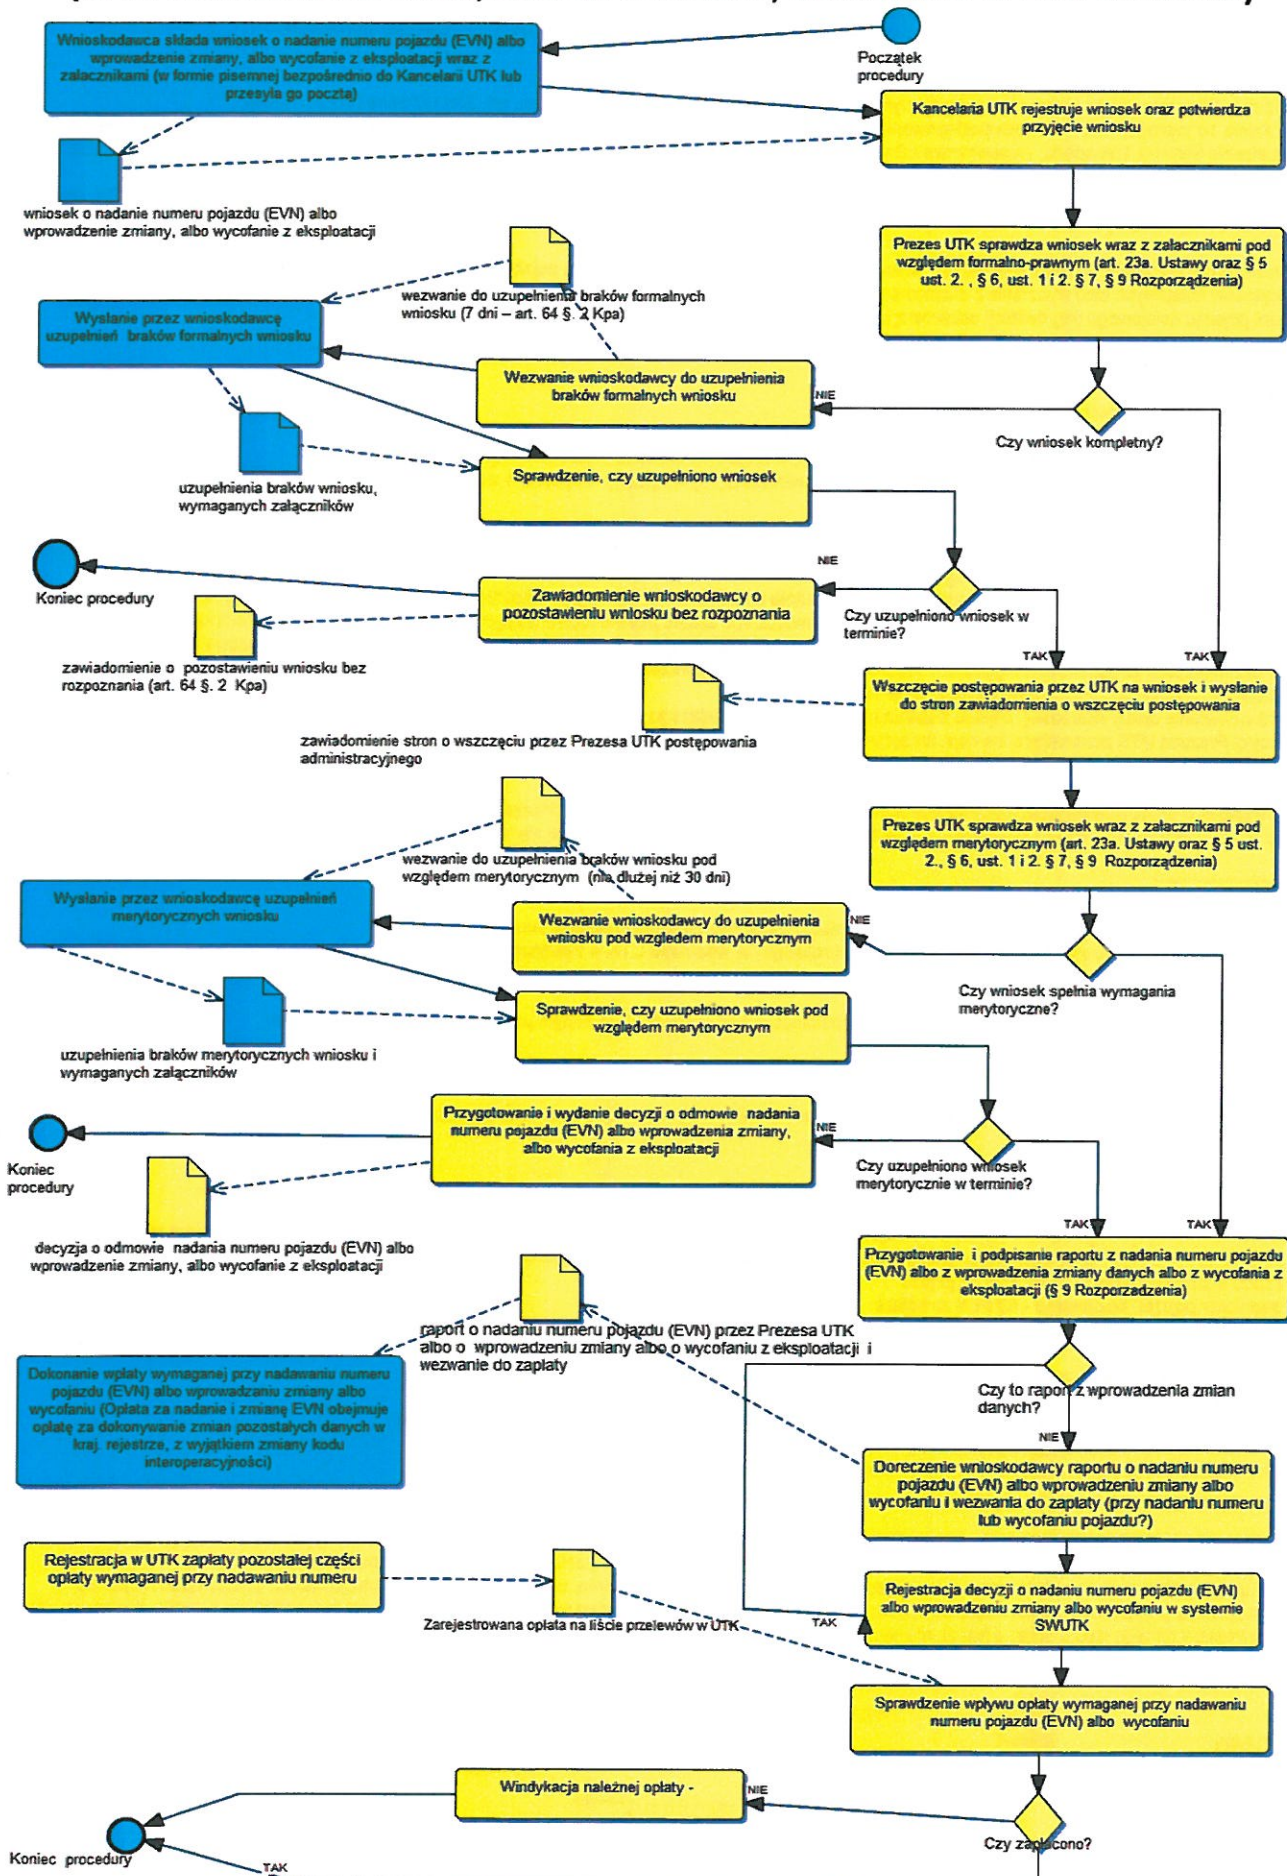 Wnioskodawca składa wniosek o nadanie numeru pojazdu (EVN) albo
wprowadzenie zmiany, albo wycofanie z eksploatacji wraz z
załacznikami (w formie pisemnej bezpośrednio do Kancelarii UTK lub
przesyła go pocztą)
Początek
procedury
Kancelaria UTK rejestruje wniosek oraz potwierdza
przyjęcie wniosku
wniosek o nadanie numeru pojazdu (EVN) albo
wprowadzenie zmiany, albo wycofanie z eksploatacji
Prezes UTK sprawdza wniosek wraz z załacznikami pod
względem formalno-prawnym (art. 23a. Ustawy oraz § 5
ust. 2. , § 6, ust. 1 i 2. § 7, § 9 Rozporządzenia)
wezwanie do uzupełnienia braków formalnych
wniosku (7 dni – art. 64 §. 2 Kpa)
Wysłanie przez wnioskodawcę
uzupełnień braków formalnych wniosku
Wezwanie wnioskodawcy do uzupełnienia
braków formalnych wniosku
NIE
Czy wniosek kompletny?
Sprawdzenie, czy uzupełniono wniosek
uzupełnienia braków wniosku,
wymaganych załączników
NIE
Koniec procedury
Zawiadomienie wnioskodawcy o
pozostawieniu wniosku bez rozpoznania
Czy uzupełniono wniosek w
terminie?
TAK
TAK
zawiadomienie o pozostawieniu wniosku bez
rozpoznania (art. 64 §. 2 Kpa)
Wszczęcie postępowania przez UTK na wniosek i wysłanie
do stron zawiadomienia o wszczęciu postępowania
zawiadomienie stron o wszczęciu przez Prezesa UTK postępowania
administracyjnego
Prezes UTK sprawdza wniosek wraz z załacznikami pod
względem merytorycznym (art. 23a. Ustawy oraz § 5 ust.
2., § 6, ust. 1 i 2. § 7, § 9 Rozporządzenia)
wezwanie do uzupełnienia braków wniosku pod
względem merytorycznym (nie dłużej niż 30 dni)
Wysłanie przez wnioskodawcę uzupełnień
merytorycznych wniosku
Wezwanie wnioskodawcy do uzupełnienia
wniosku pod wzgledem merytorycznym
NIE
Czy wniosek spełnia wymagania
merytoryczne?
Sprawdzenie, czy uzupełniono wniosek pod
względem merytorycznym
uzupełnienia braków merytorycznych wniosku i
wymaganych załączników
Przygotowanie i wydanie decyzji o odmowie nadania
numeru pojazdu (EVN) albo wprowadzenia zmiany,
albo wycofania z eksploatacji
NIE
Koniec
procedury
Czy uzupełniono wniosek
merytorycznie w terminie?
TAK
TAK
decyzja o odmowie nadania numeru pojazdu (EVN) albo
wprowadzenie zmiany, albo wycofanie z eksploatacji
Przygotowanie i podpisanie raportu z nadania numeru pojazdu
(EVN) albo z wprowadzenia zmiany danych albo z wycofania z
eksploatacji (§ 9 Rozporzadzenia)
raport o nadaniu numeru pojazdu (EVN) przez Prezesa UTK
albo o wprowadzeniu zmiany albo o wycofaniu z eksploatacji i
wezwanie do zapłaty
Dokonanie wpłaty wymaganej przy nadawaniu numeru
pojazdu (EVN) albo wprowadzaniu zmiany albo
wycofaniu (Opłata za nadanie i zmianę EVN obejmuje
opłatę za dokonywanie zmian pozostałych danych w
kraj. rejestrze, z wyjątkiem zmiany kodu
interoperacyjności)
Czy to raport z wprowadzenia zmian
danych?
NIE
Doreczenie wnioskodawcy raportu o nadaniu numeru
pojazdu (EVN) albo wprowadzeniu zmiany albo
wycofaniu i wezwania do zapłaty (przy nadaniu numeru
lub wycofaniu pojazdu?)
Rejestracja w UTK zapłaty pozostałej części
opłaty wymaganej przy nadawaniu numeru
Rejestracja decyzji o nadaniu numeru pojazdu (EVN)
albo wprowadzeniu zmiany albo wycofaniu w systemie
SWUTK
TAK
Zarejestrowana opłata na liście przelewów w UTK
Sprawdzenie wpływu opłaty wymaganej przy nadawaniu
numeru pojazdu (EVN) albo wycofaniu
Windykacja należnej opłaty -
NIE
Czy zapłacono?
Koniec procedury
TAK